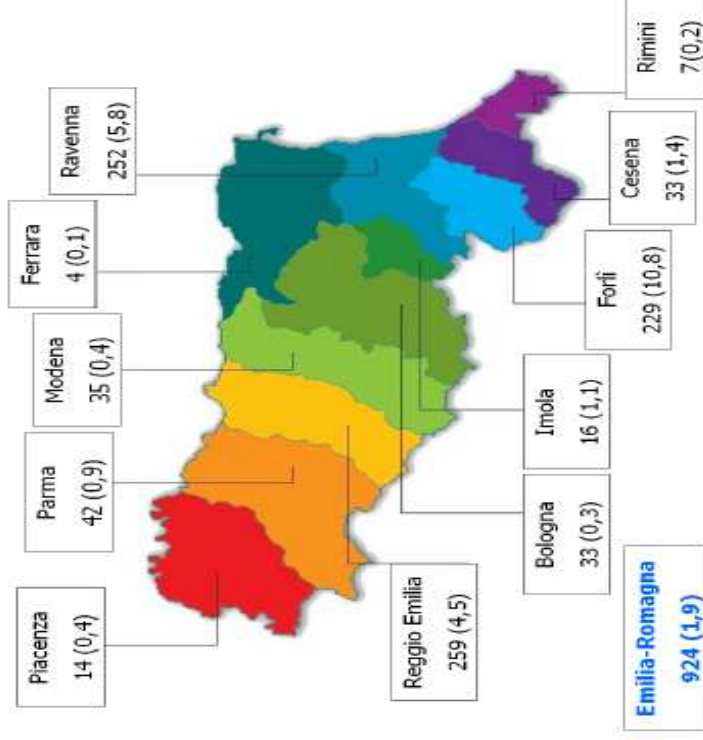 Piacenza
14 (0,4)
Parma
42 (0,9)
Modena
35 (0,4)
Ferrara
4 (0,1)
Ravenna
252 (5,8)
Reggio Emilia
259 (4,5)
Bologna
33 (0,3)
Imola
16 (1,1)
Forlì
229 (10,8)
Cesena
33 (1,4)
Rimini
7(0,2)
Emilia-Romagna
924 (1,9)